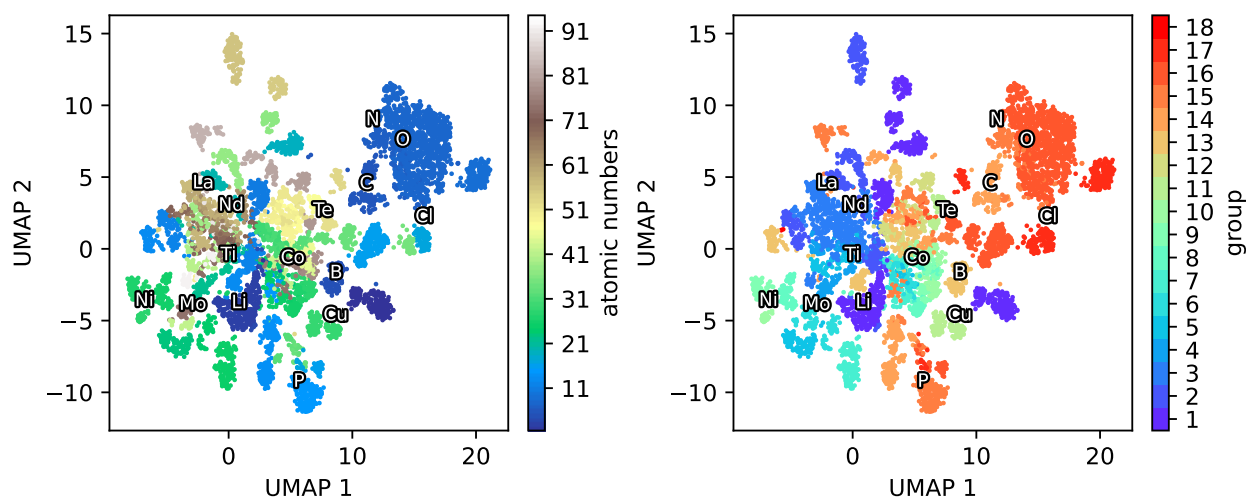 15
10
5
0
−5
−10
UMAP 2
0
10
20
UMAP 1
N
O
C
La
Nd
Te
Cl
Ti
Co
B
Ni
Mo
Li
Cu
P
91
81
71
61
51
41
31
21
11
atomic numbers
15
10
5
0
−5
−10
UMAP 2
0
10
20
UMAP 1
N
O
C
La
Nd
Te
Cl
Ti
Co
B
Ni
Mo
Li
Cu
P
18
17
16
15
14
13
12
11
10
9
8
7
6
5
4
3
2
1
group